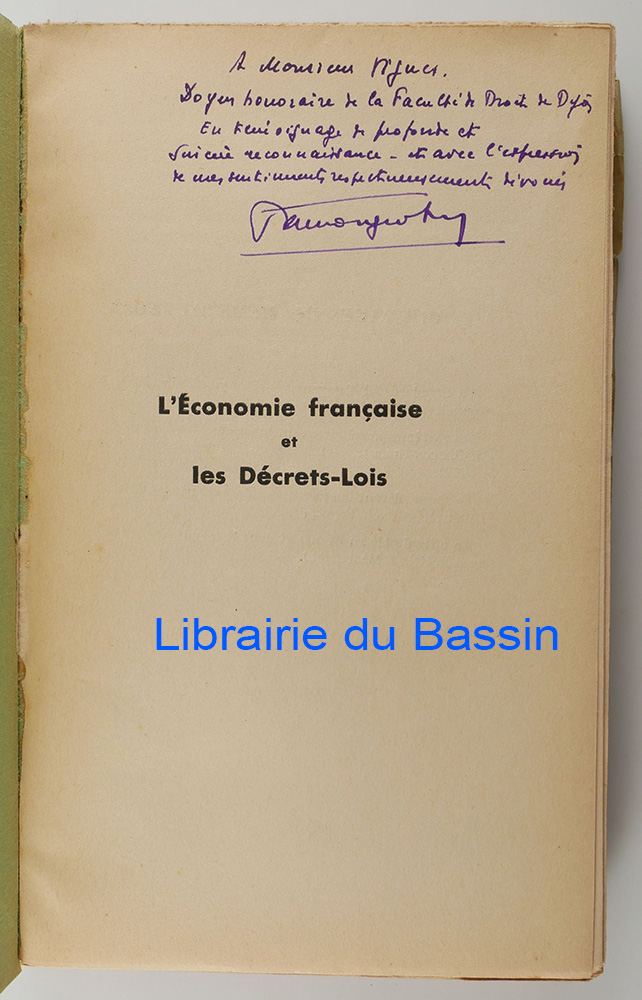 A Monsieur
Doyen honoraire de la Faculté de Droit de Dijon
En témoignage de profonde et
sincère reconnaissance - et avec l'expression
de mes sentiments respectueusement dévoués
L'Économie française
et
les Décrets-Lois
Librairie du Bassin